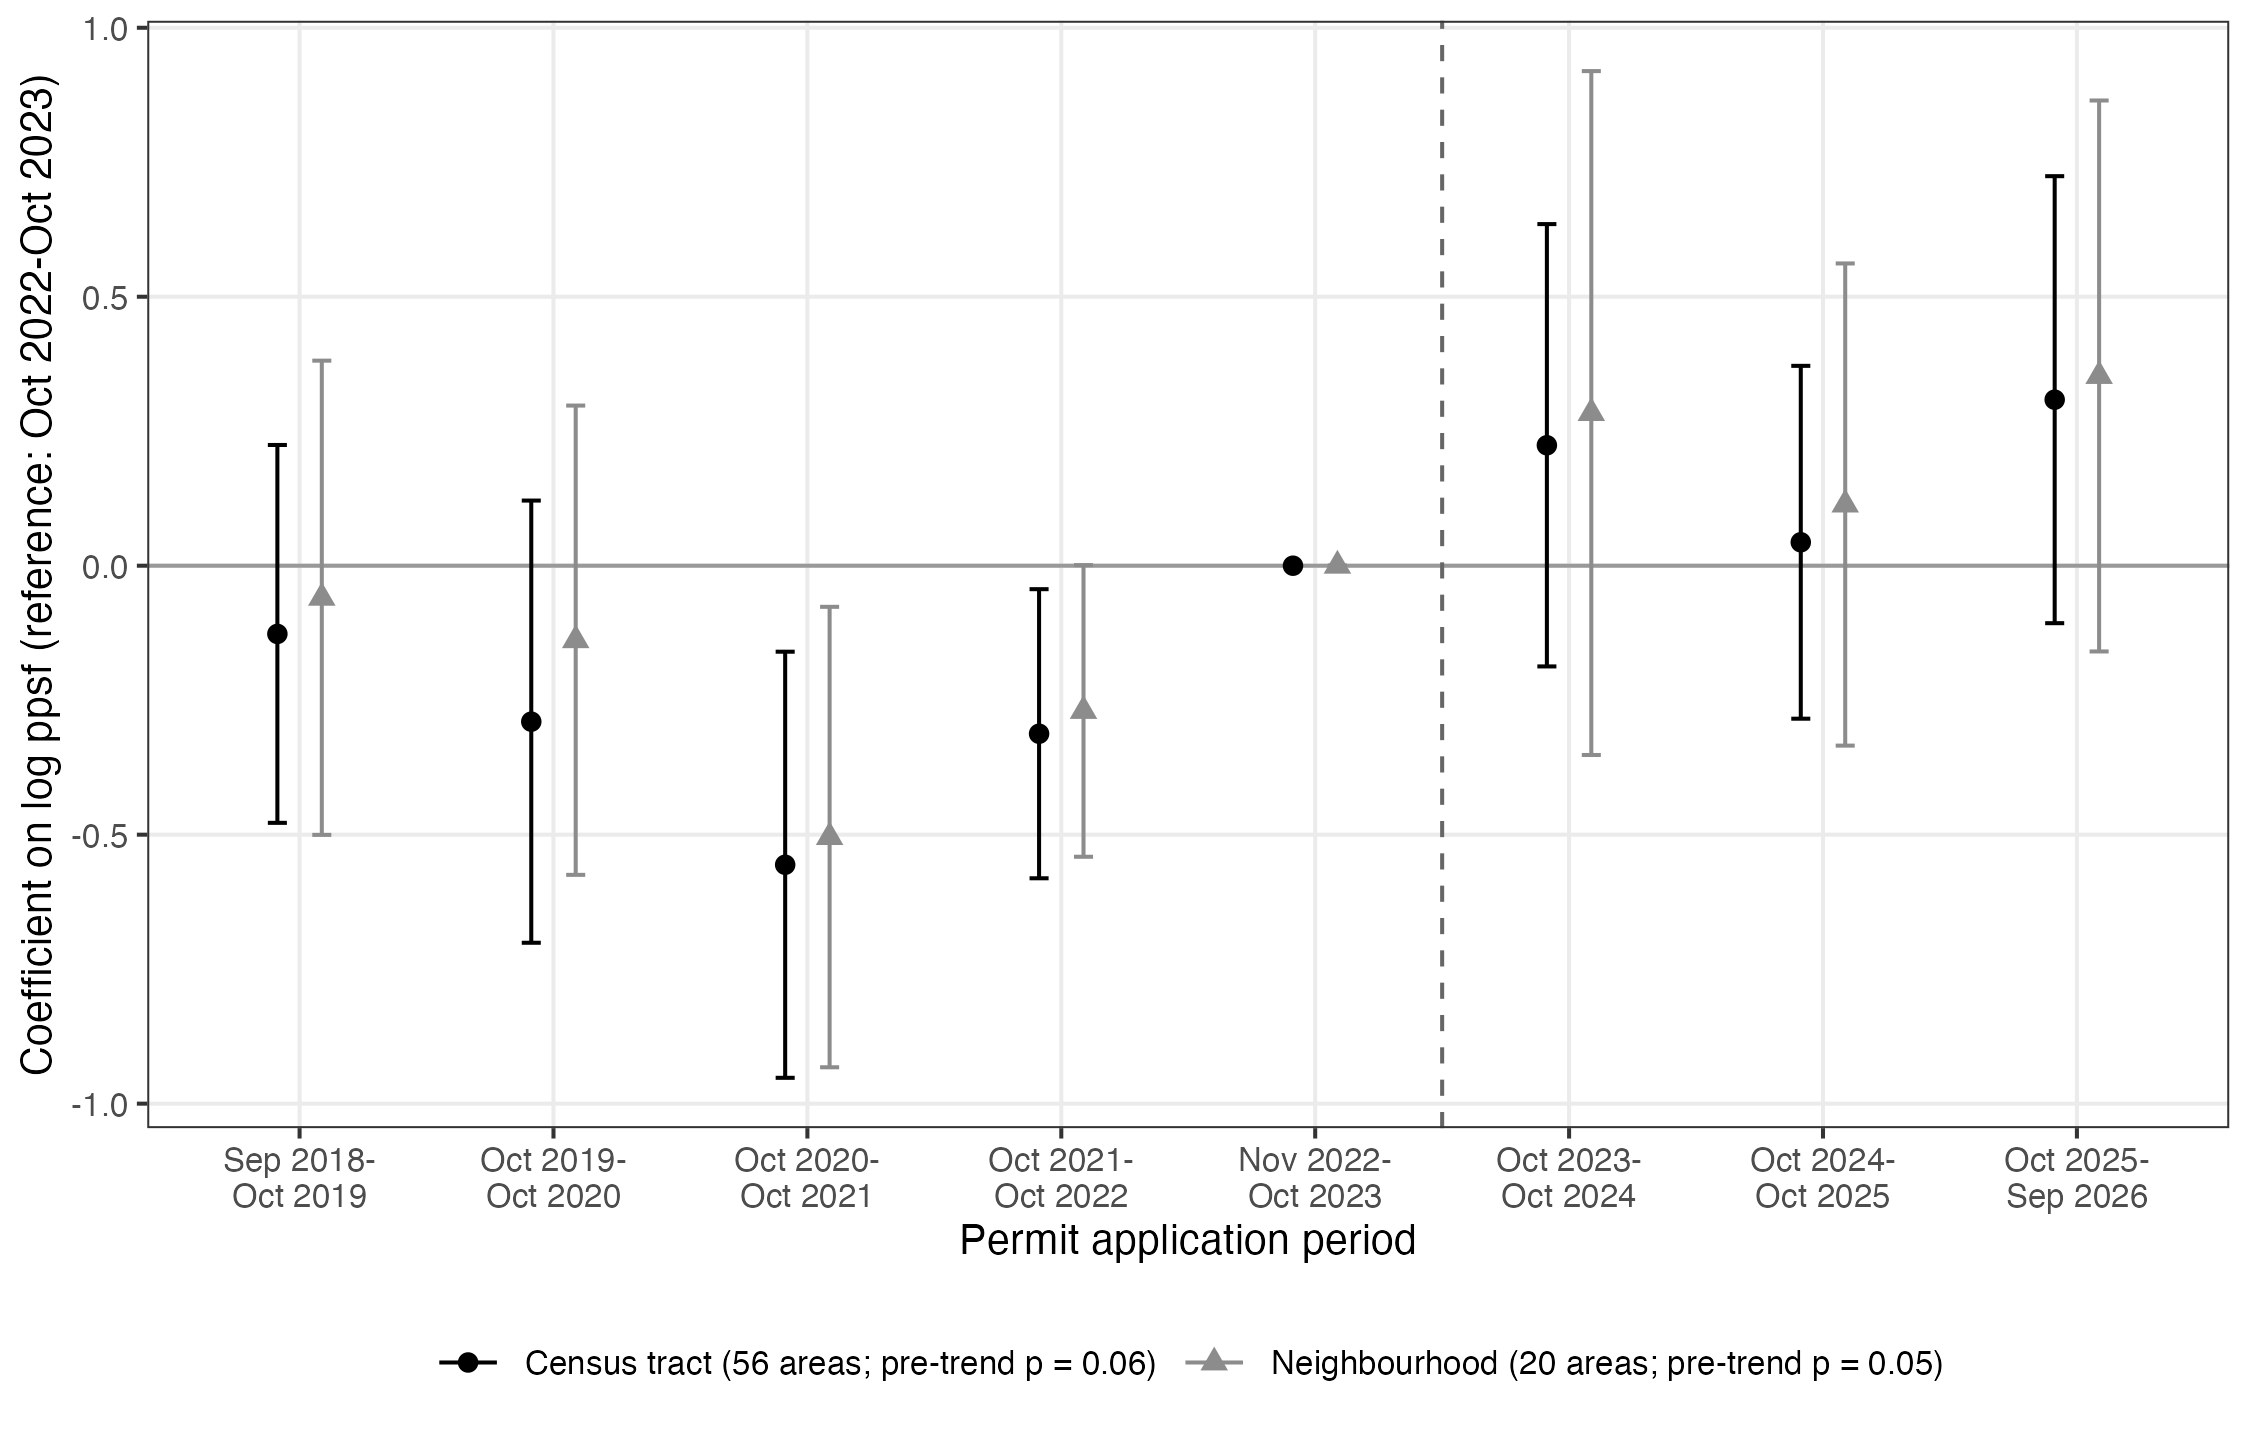 Coefficient on log ppsf (reference: Oct 2022-Oct 2023)
1.0
0.5
0.0
-0.5
-1.0
Sep 2018-
Oct 2019
Oct 2019-
Oct 2020
Oct 2020-
Oct 2021
Oct 2021-
Oct 2022
Nov 2022-
Oct 2023
Oct 2023-
Oct 2024
Oct 2024-
Oct 2025
Oct 2025-
Sep 2026
Permit application period
Census tract (56 areas; pre-trend p = 0.06)
Neighbourhood (20 areas; pre-trend p = 0.05)